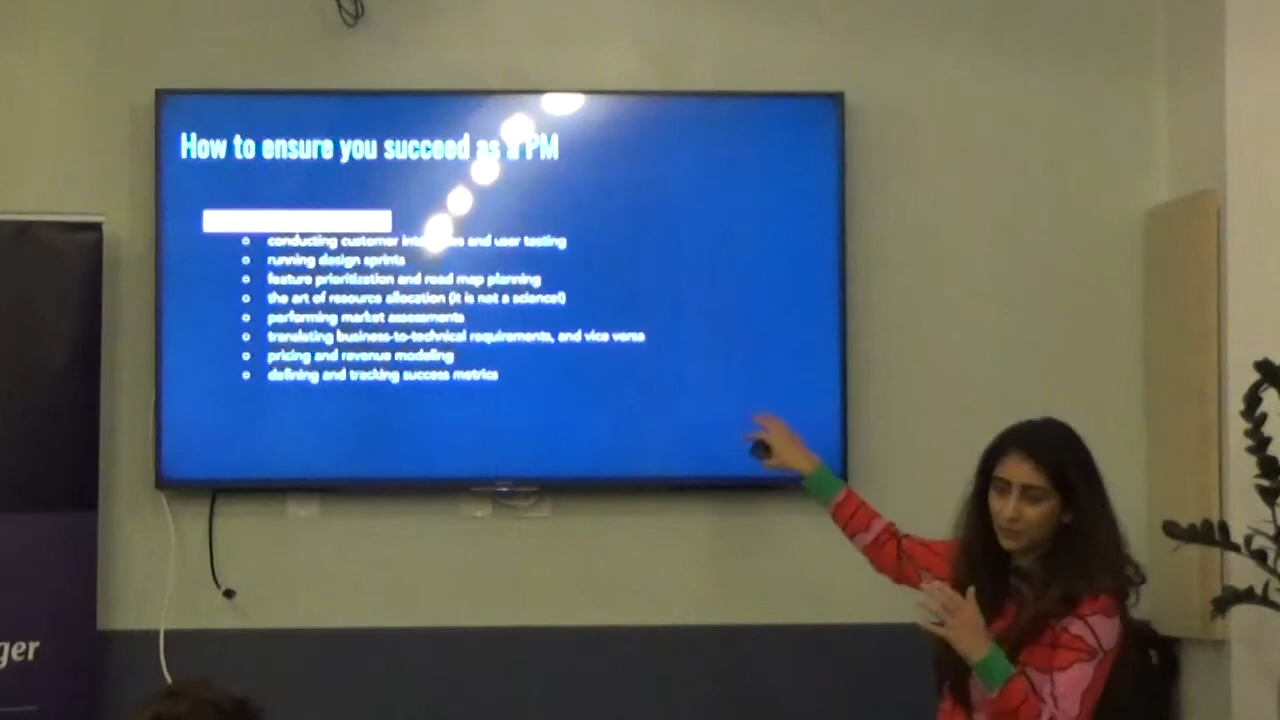 How to ensure you succeed as a PM
conducting customer interviews and user testing
running design sprints
feature prioritization and road map planning
the art of resource allocation (it is not a science!)
performing market assessments
translating business-to-technical requirements, and vice versa
pricing and revenue modeling
defining and tracking success metrics
ger